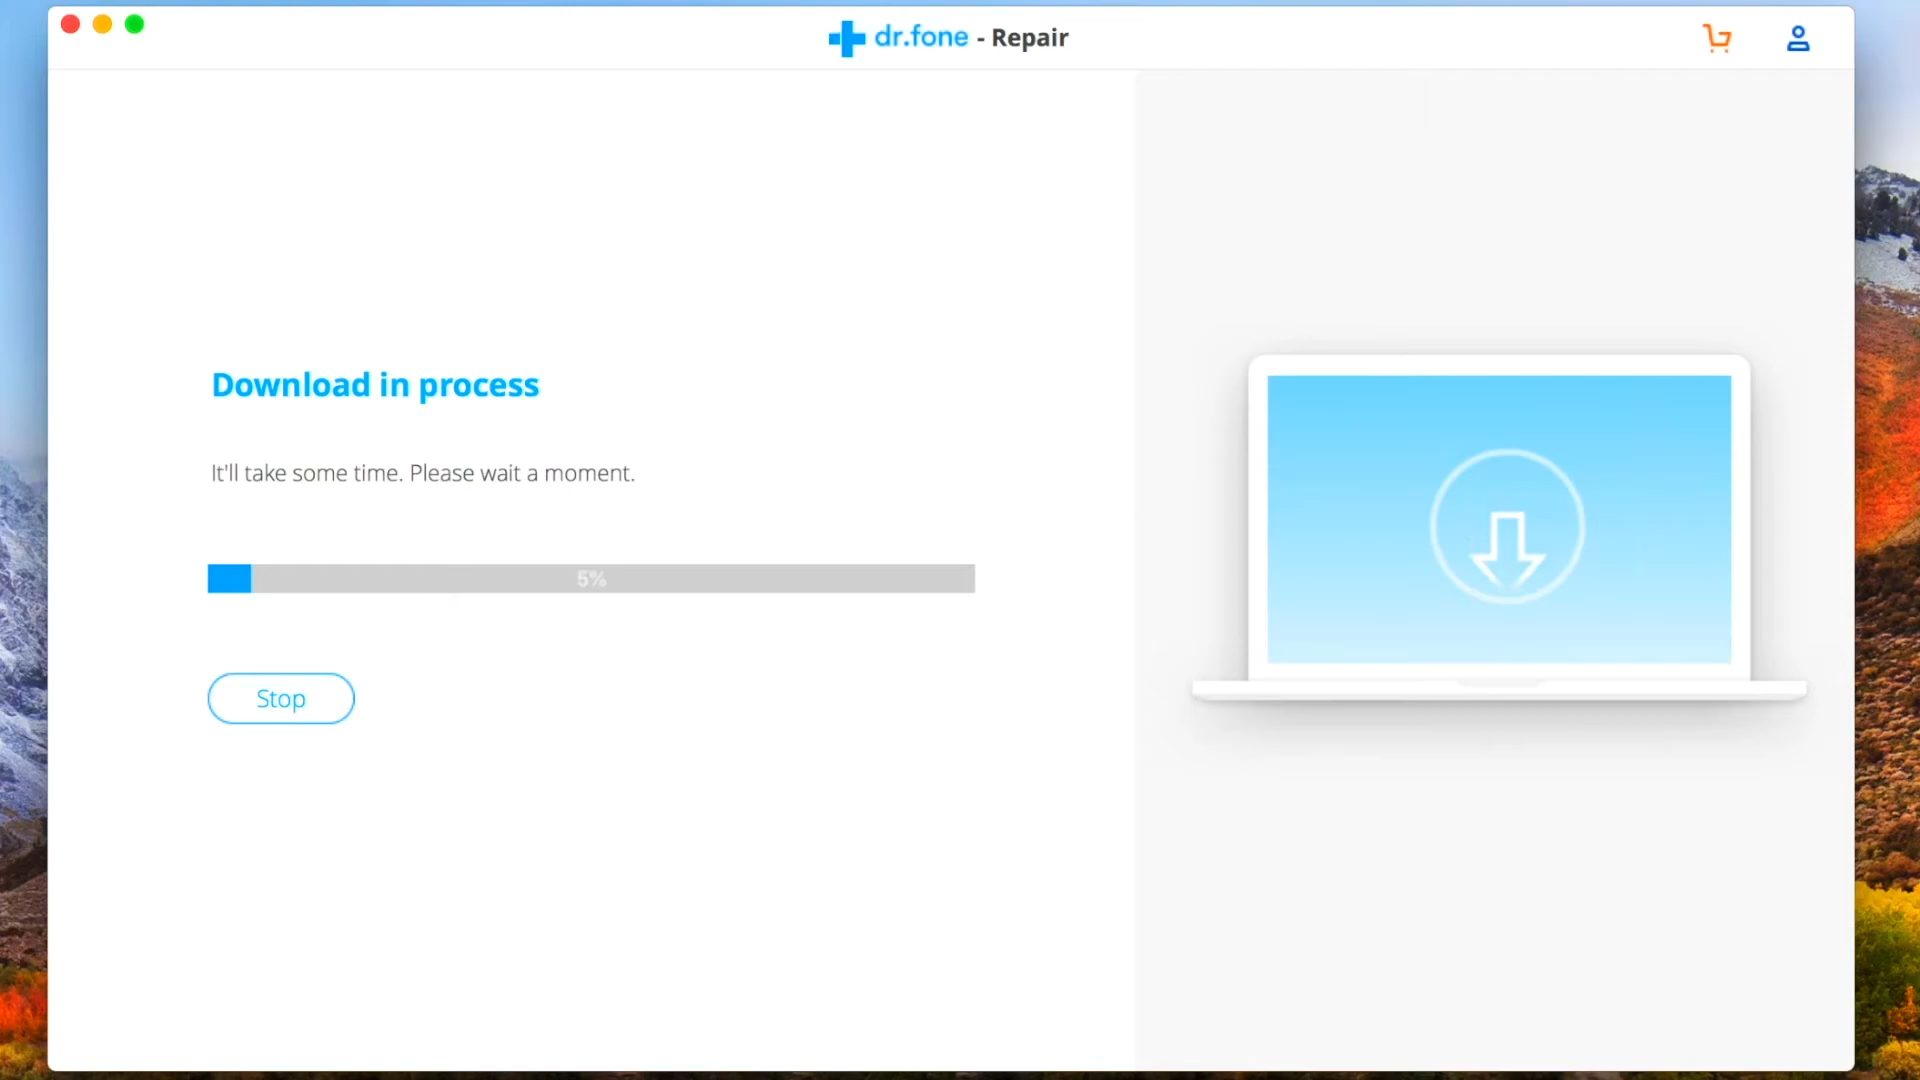 dr.fone - Repair
Download in process
It'll take some time. Please wait a moment.
5%
Stop